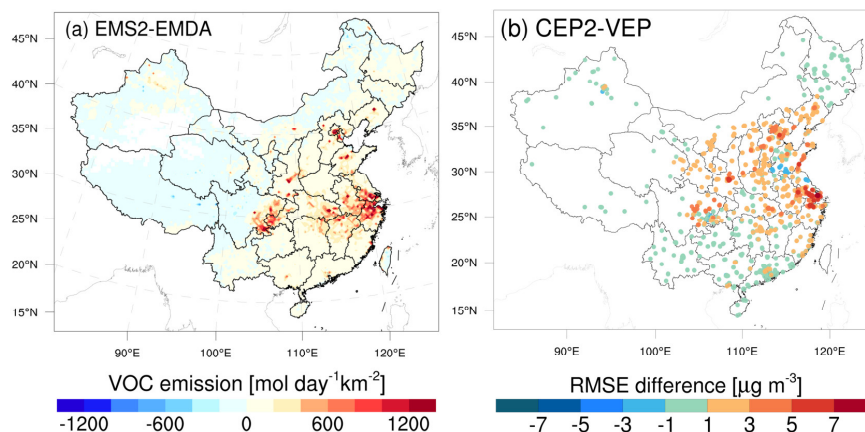 (a) EMS2-EMDA
45°N
40°N
35°N
30°N
25°N
20°N
15°N
90°E 100°E 110°E 120°E
VOC emission [mol day⁻¹km⁻²]
-1200 -600 0 600 1200
(b) CEP2-VEP
45°N
40°N
35°N
30°N
25°N
20°N
15°N
90°E 100°E 110°E 120°E
RMSE difference [μg m⁻³]
-7 -5 -3 -1 1 3 5 7